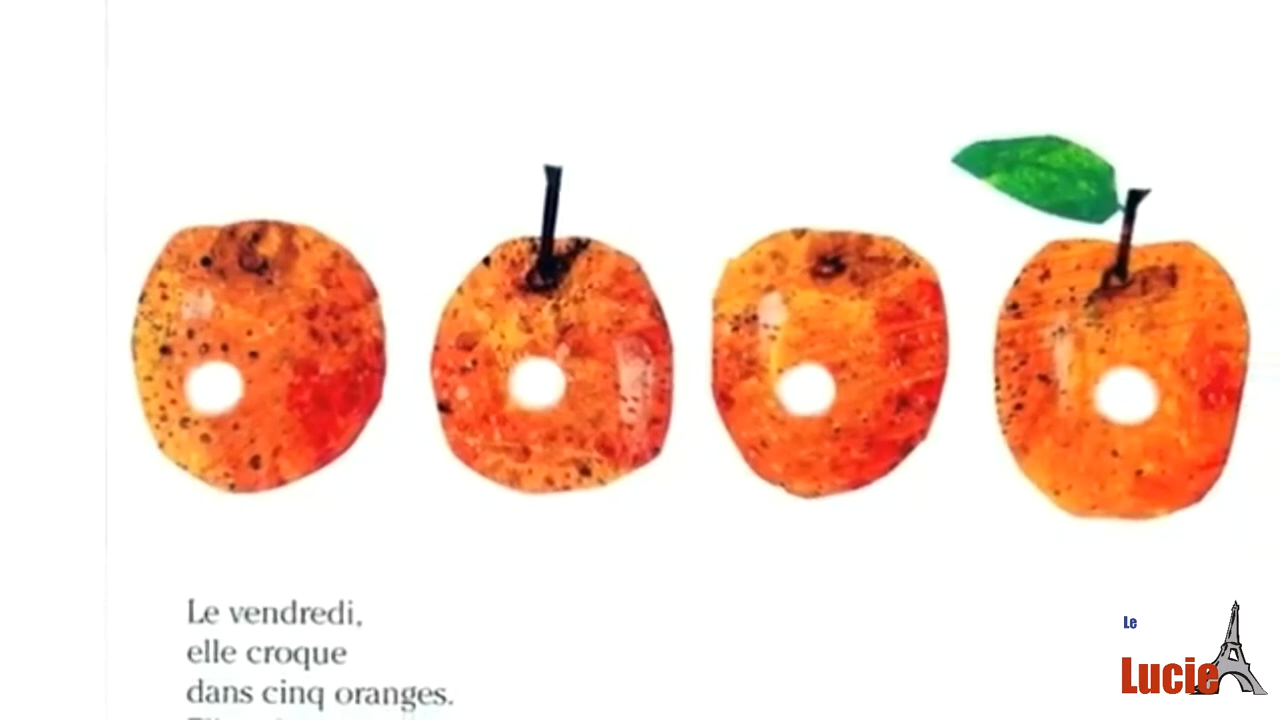 Le vendredi,
elle croque
dans cinq oranges.
Le
Lucie